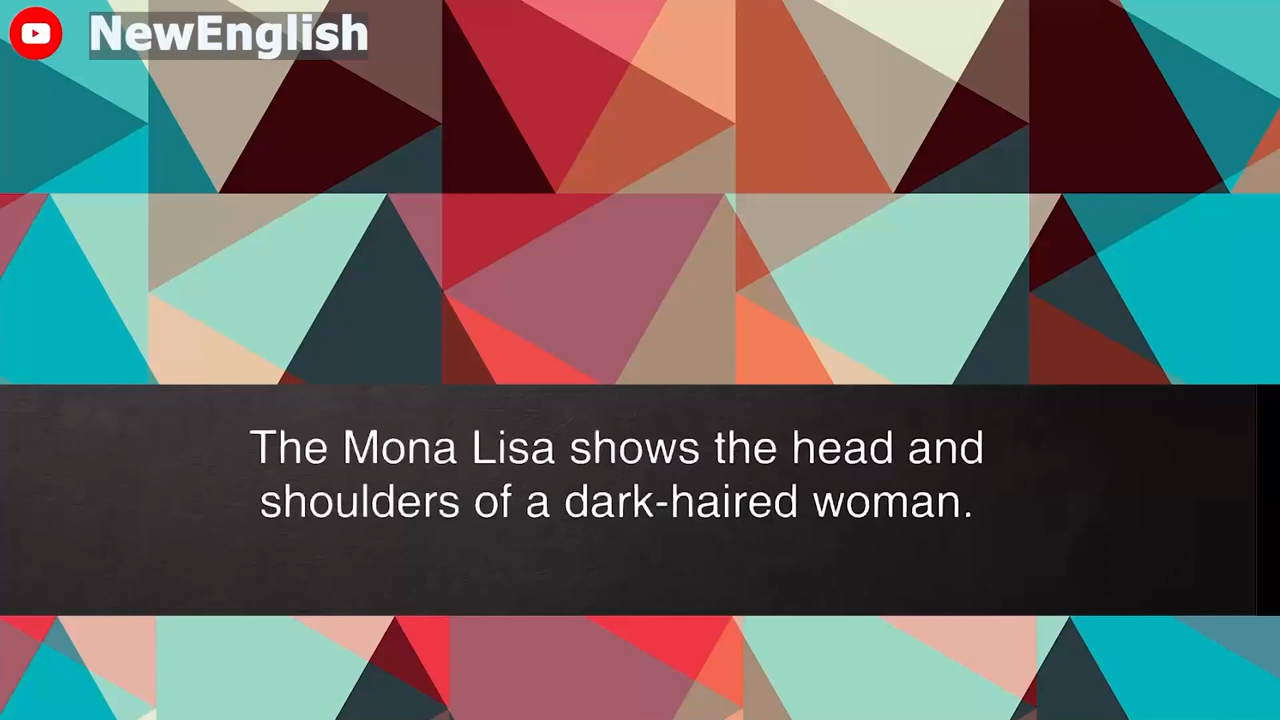 NewEnglish
The Mona Lisa shows the head and
shoulders of a dark-haired woman.